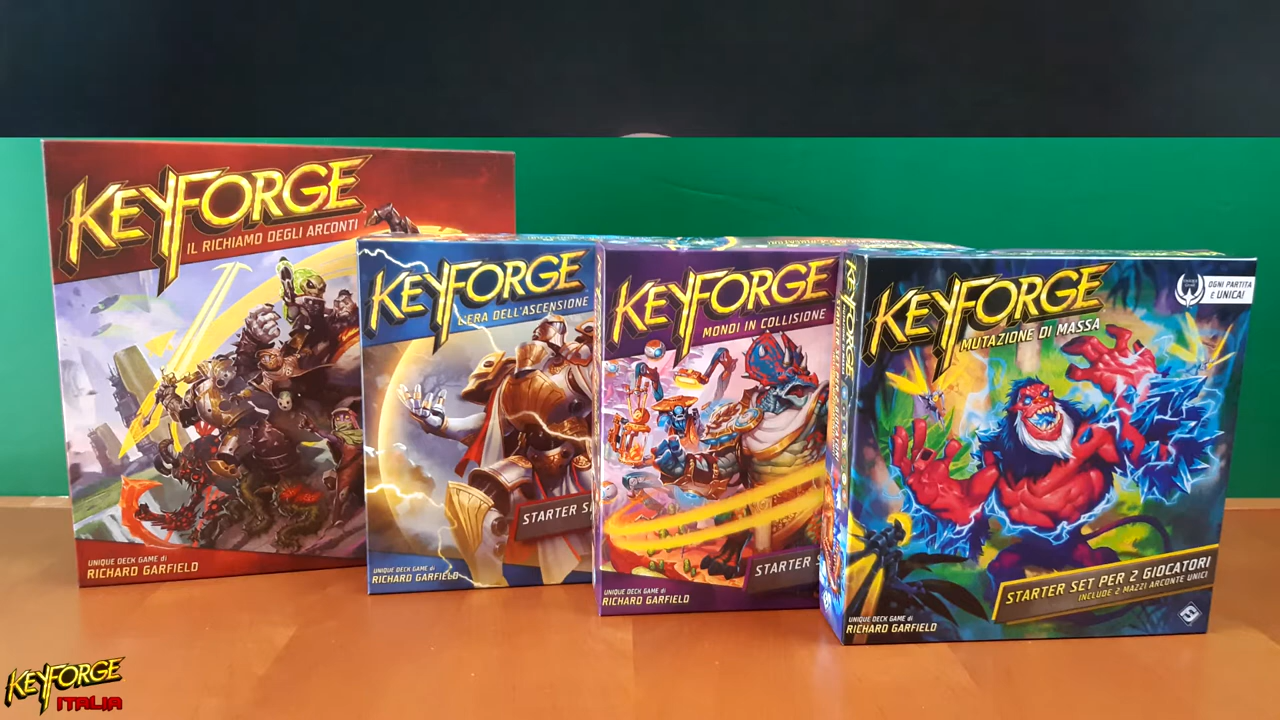 KEYFORGE
IL RICHIAMO DEGLI ARCONTI
UNIQUE DECK GAME di
RICHARD GARFIELD
KEYFORGE
L'ERA DELL'ASCENSIONE
STARTER
UNIQUE DECK GAME di
RICHARD GARFIELD
KEYFORGE
MONDI IN COLLISIONE
STARTER
UNIQUE DECK GAME di
RICHARD GARFIELD
KEYFORGE
KEYFORGE
MUTAZIONE DI MASSA
OGNI PARTITA
È UNICA!
STARTER SET PER 2 GIOCATORI
INCLUDE 2 MAZZI ARCONTE UNICI
UNIQUE DECK GAME di
RICHARD GARFIELD
KEYFORGE
ITALIA